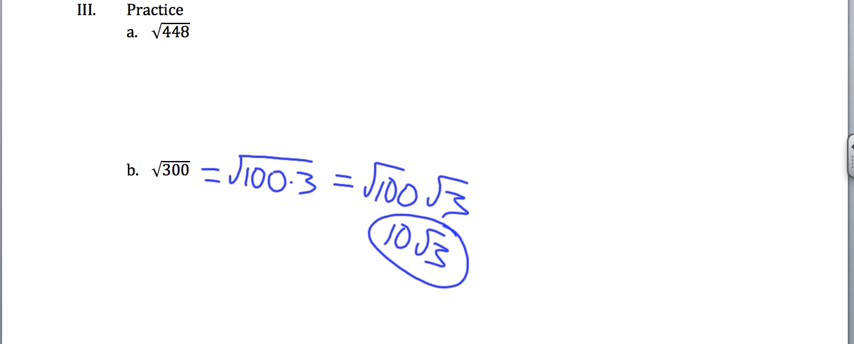 III. Practice
a. √448
b. √300 = √100·3 = √100 √3
10√3